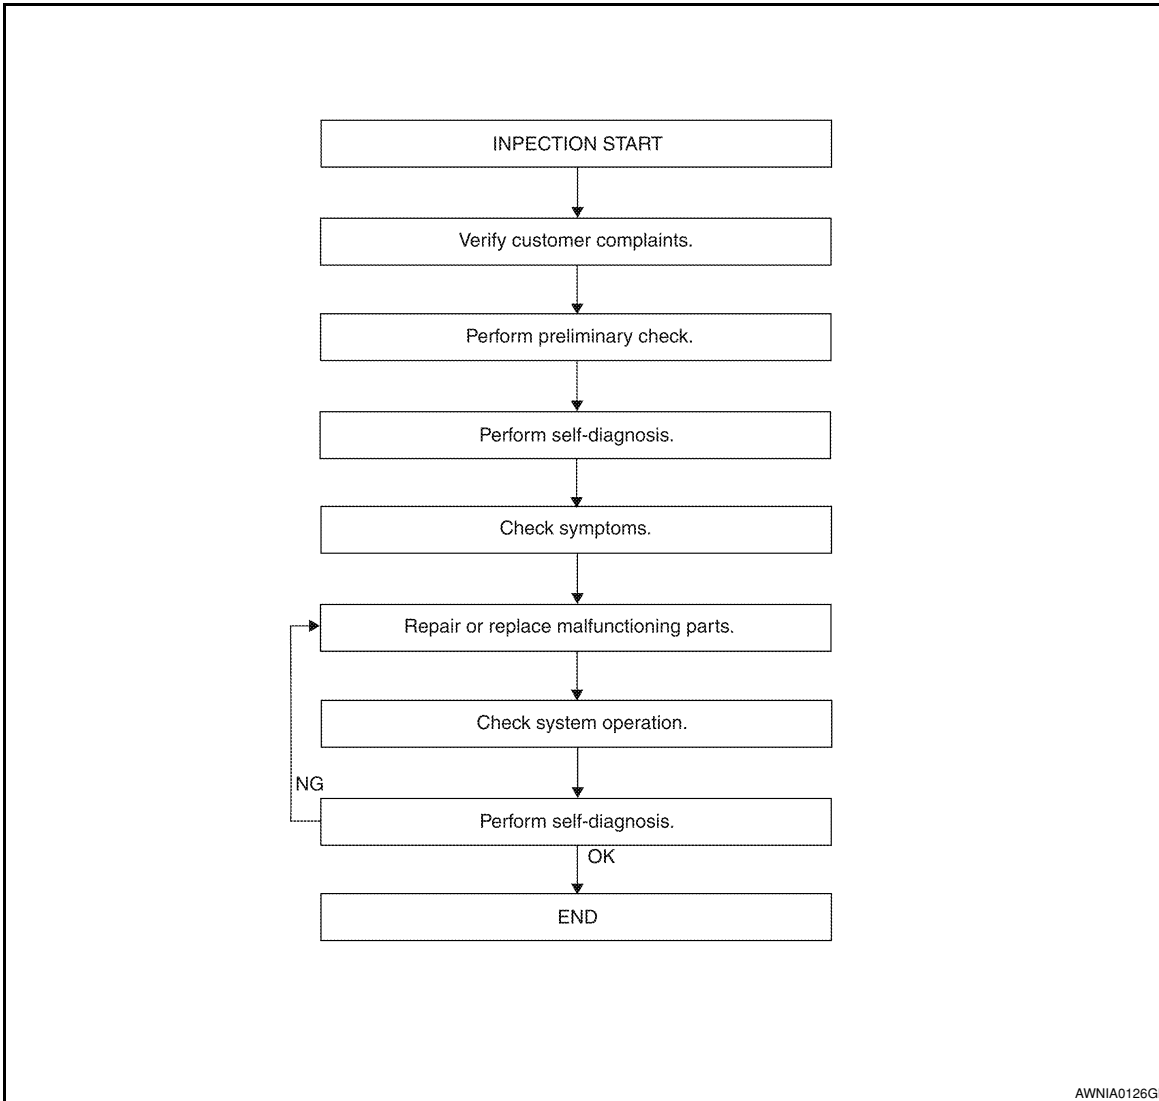 INPECTION START
Verify customer complaints.
Perform preliminary check.
Perform self-diagnosis.
Check symptoms.
Repair or replace malfunctioning parts.
Check system operation.
NG
Perform self-diagnosis.
OK
END
AWNIA0126G